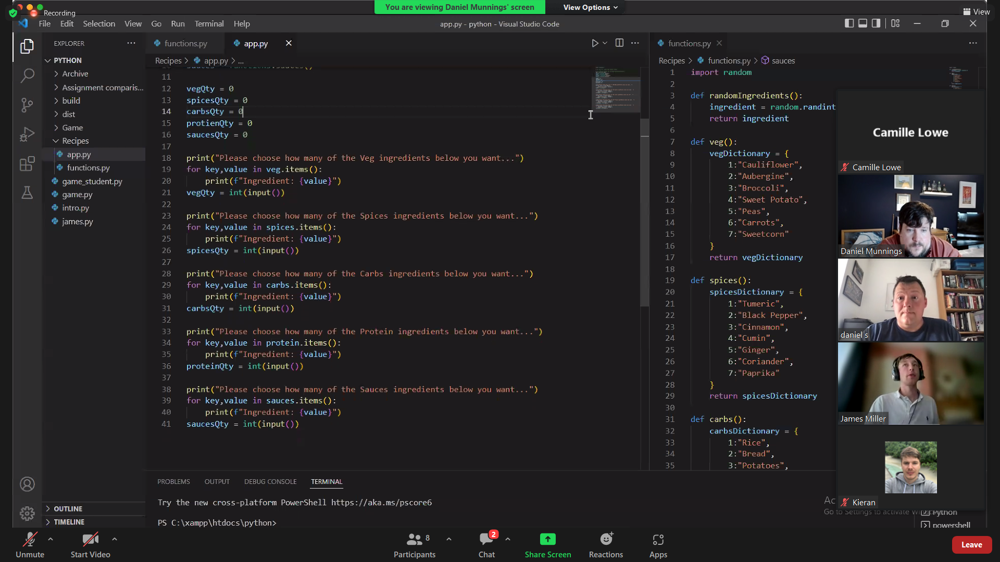 Recording
You are viewing Daniel Munnings' screen
View Options
View
File Edit Selection View Go Run Terminal Help
app.py - python - Visual Studio Code
EXPLORER
PYTHON
Archive
Assignment comparis...
build
dist
Game
Recipes
app.py
functions.py
game_student.py
game.py
intro.py
james.py
OUTLINE
TIMELINE
functions.py
app.py
Recipes > app.py > ...
11
12 vegQty = 0
13 spicesQty = 0
14 carbsQty = 0
15 protienQty = 0
16 saucesQty = 0
17
18 print("Please choose how many of the Veg ingredients below you want...")
19 for key,value in veg.items():
20 print(f"Ingredient: {value}")
21 vegQty = int(input())
22
23 print("Please choose how many of the Spices ingredients below you want...")
24 for key,value in spices.items():
25 print(f"Ingredient: {value}")
26 spicesQty = int(input())
27
28 print("Please choose how many of the Carbs ingredients below you want...")
29 for key,value in carbs.items():
30 print(f"Ingredient: {value}")
31 carbsQty = int(input())
32
33 print("Please choose how many of the Protein ingredients below you want...")
34 for key,value in protein.items():
35 print(f"Ingredient: {value}")
36 proteinQty = int(input())
37
38 print("Please choose how many of the Sauces ingredients below you want...")
39 for key,value in sauces.items():
40 print(f"Ingredient: {value}")
41 saucesQty = int(input())
functions.py
Recipes > functions.py > sauces
1 import random
2
3 def randomIngredients():
4 ingredient = random.randint
5 return ingredient
6
7 def veg():
8 vegDictionary = {
9 1:"Cauliflower",
10 2:"Aubergine",
11 3:"Broccoli",
12 4:"Sweet Potato",
13 5:"Peas",
14 6:"Carrots",
15 7:"Sweetcorn"
16 }
17 return vegDictionary
18
19 def spices():
20 spicesDictionary = {
21 1:"Tumeric",
22 2:"Black Pepper",
23 3:"Cinnamon",
24 4:"Cumin",
25 5:"Ginger",
26 6:"Coriander",
27 7:"Paprika"
28 }
29 return spicesDictionary
30
31 def carbs():
32 carbsDictionary = {
33 1:"Rice",
34 2:"Bread",
35 3:"Potatoes",
PROBLEMS OUTPUT DEBUG CONSOLE TERMINAL
Try the new cross-platform PowerShell https://aka.ms/pscore6
PS C:\xampp\htdocs\python>
Go to Settings to activate
Python
powershell
Camille Lowe
Camille Lowe
Daniel Munnings
daniel s
James Miller
Kieran
Unmute
Start Video
Participants 8
Chat 2
Share Screen
Reactions
Apps
Leave